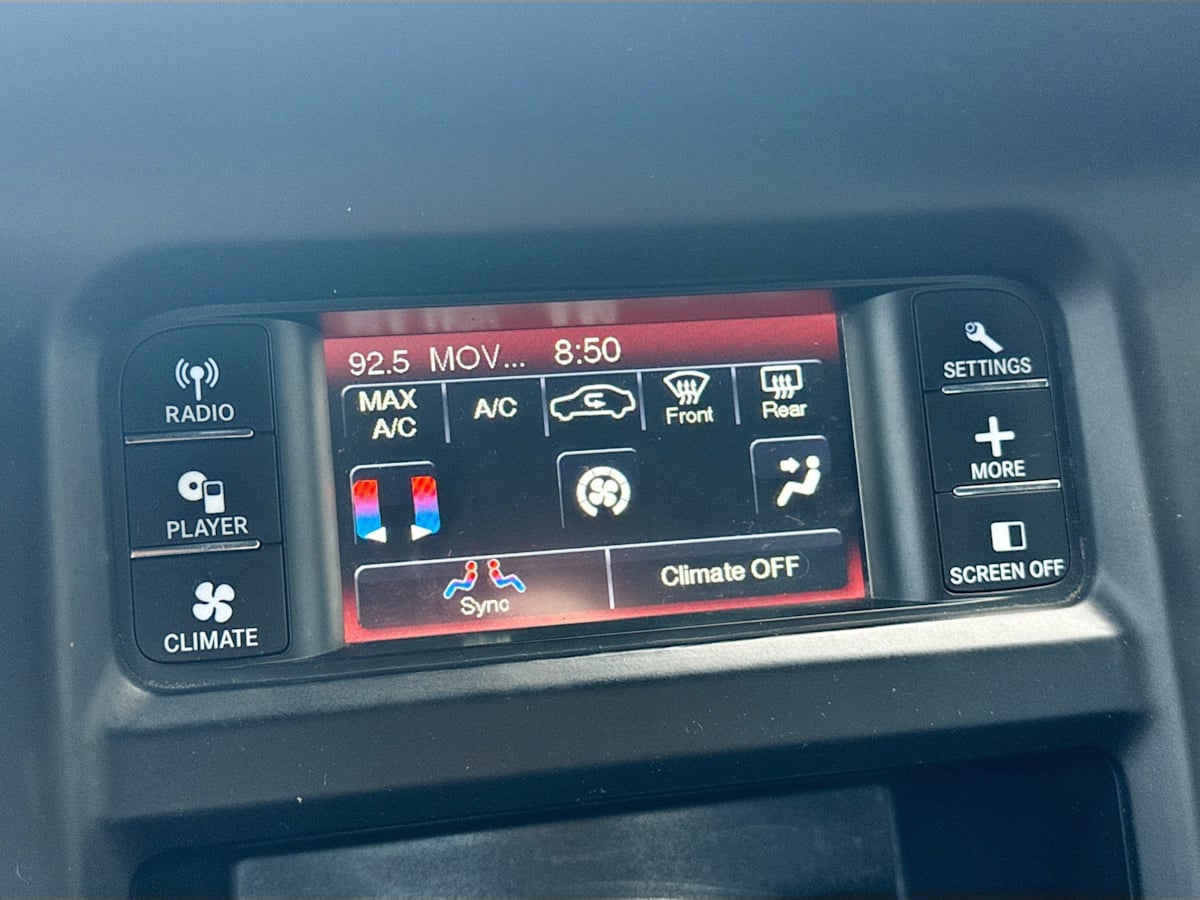 RADIO
PLAYER
CLIMATE
92.5 MOV... 8:50
MAX A/C
A/C
Front
Rear
Sync
Climate OFF
SETTINGS
MORE
SCREEN OFF